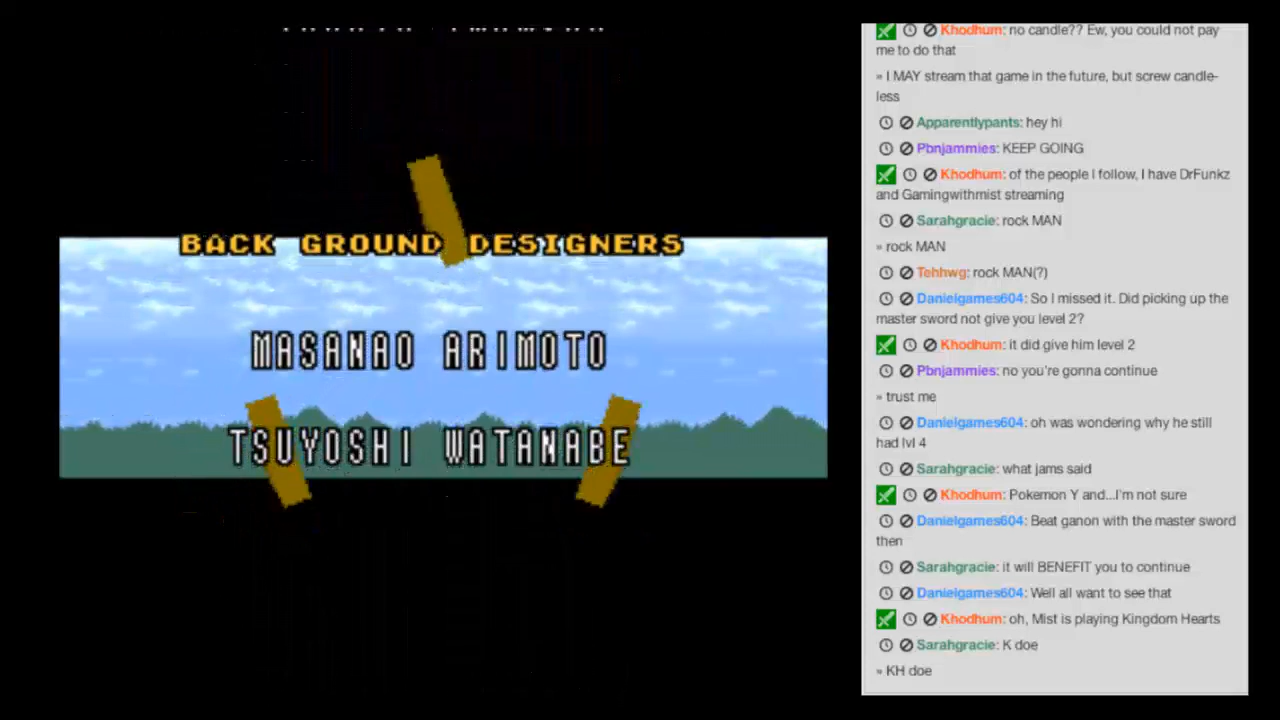 BACK GROUND DESIGNERS
MASANAO ARIMOTO
TSUYOSHI WATANABE
Khodhum: no candle?? Ew, you could not pay
me to do that
» I MAY stream that game in the future, but screw candle-
less
Apparentlypants: hey hi
Pbnjammies: KEEP GOING
Khodhum: of the people I follow, I have DrFunkz
and Gamingwithmist streaming
Sarahgracie: rock MAN
» rock MAN
Tehhwg: rock MAN(?)
Danielgames604: So I missed it. Did picking up the
master sword not give you level 2?
Khodhum: it did give him level 2
Pbnjammies: no you're gonna continue
» trust me
Danielgames604: oh was wondering why he still
had lvl 4
Sarahgracie: what jams said
Khodhum: Pokemon Y and...I'm not sure
Danielgames604: Beat ganon with the master sword
then
Sarahgracie: it will BENEFIT you to continue
Danielgames604: Well all want to see that
Khodhum: oh, Mist is playing Kingdom Hearts
Sarahgracie: K doe
» KH doe